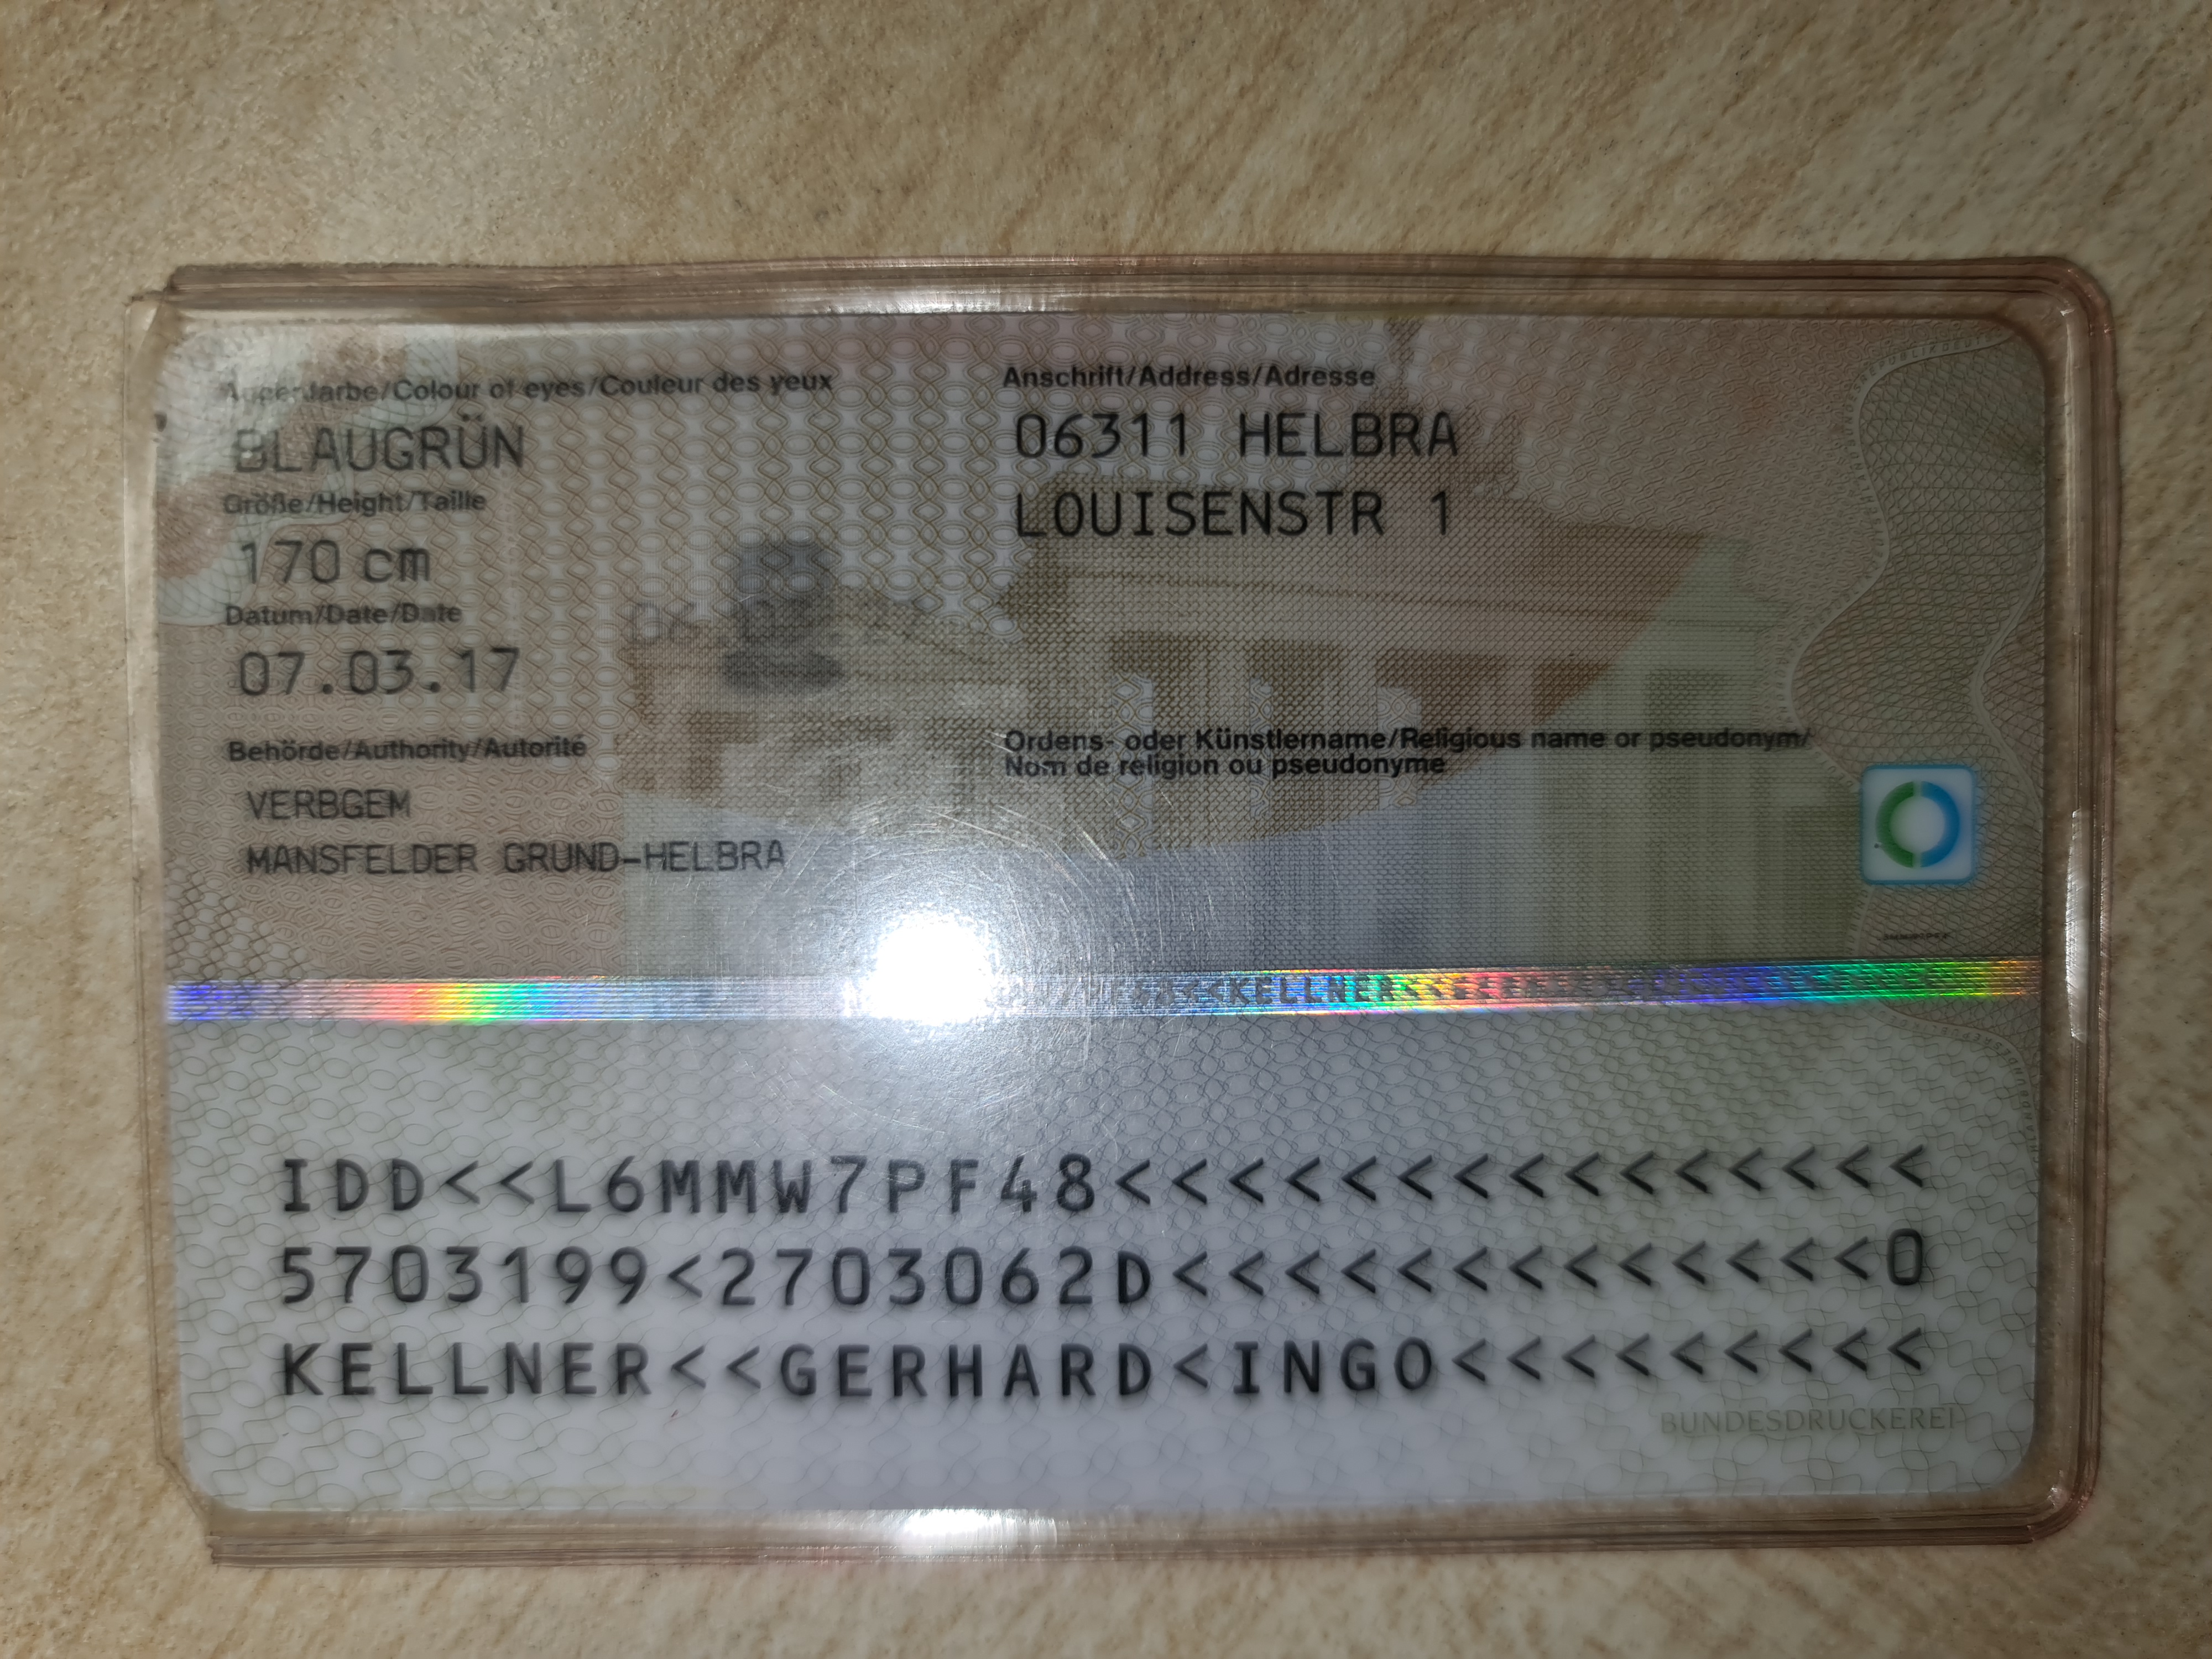 Augenfarbe/Colour of eyes/Couleur des yeux
BLAUGRÜN
Größe/Height/Taille
170 cm
Datum/Date/Date
07.03.17
Behörde/Authority/Autorité
VERBGEM
MANSFELDER GRUND-HELBRA
Anschrift/Address/Adresse
06311 HELBRA
LOUISENSTR 1
Ordens- oder Künstlername/Religious name or pseudonym/
Nom de religion ou pseudonyme
<<KELLNER<<
IDD<<L6MMW7PF48<<<<<<<<<<<<<<<
5703199<2703062D<<<<<<<<<<<<<0
KELLNER<<GERHARD<INGO<<<<<<<<<
BUNDESDRUCKEREI